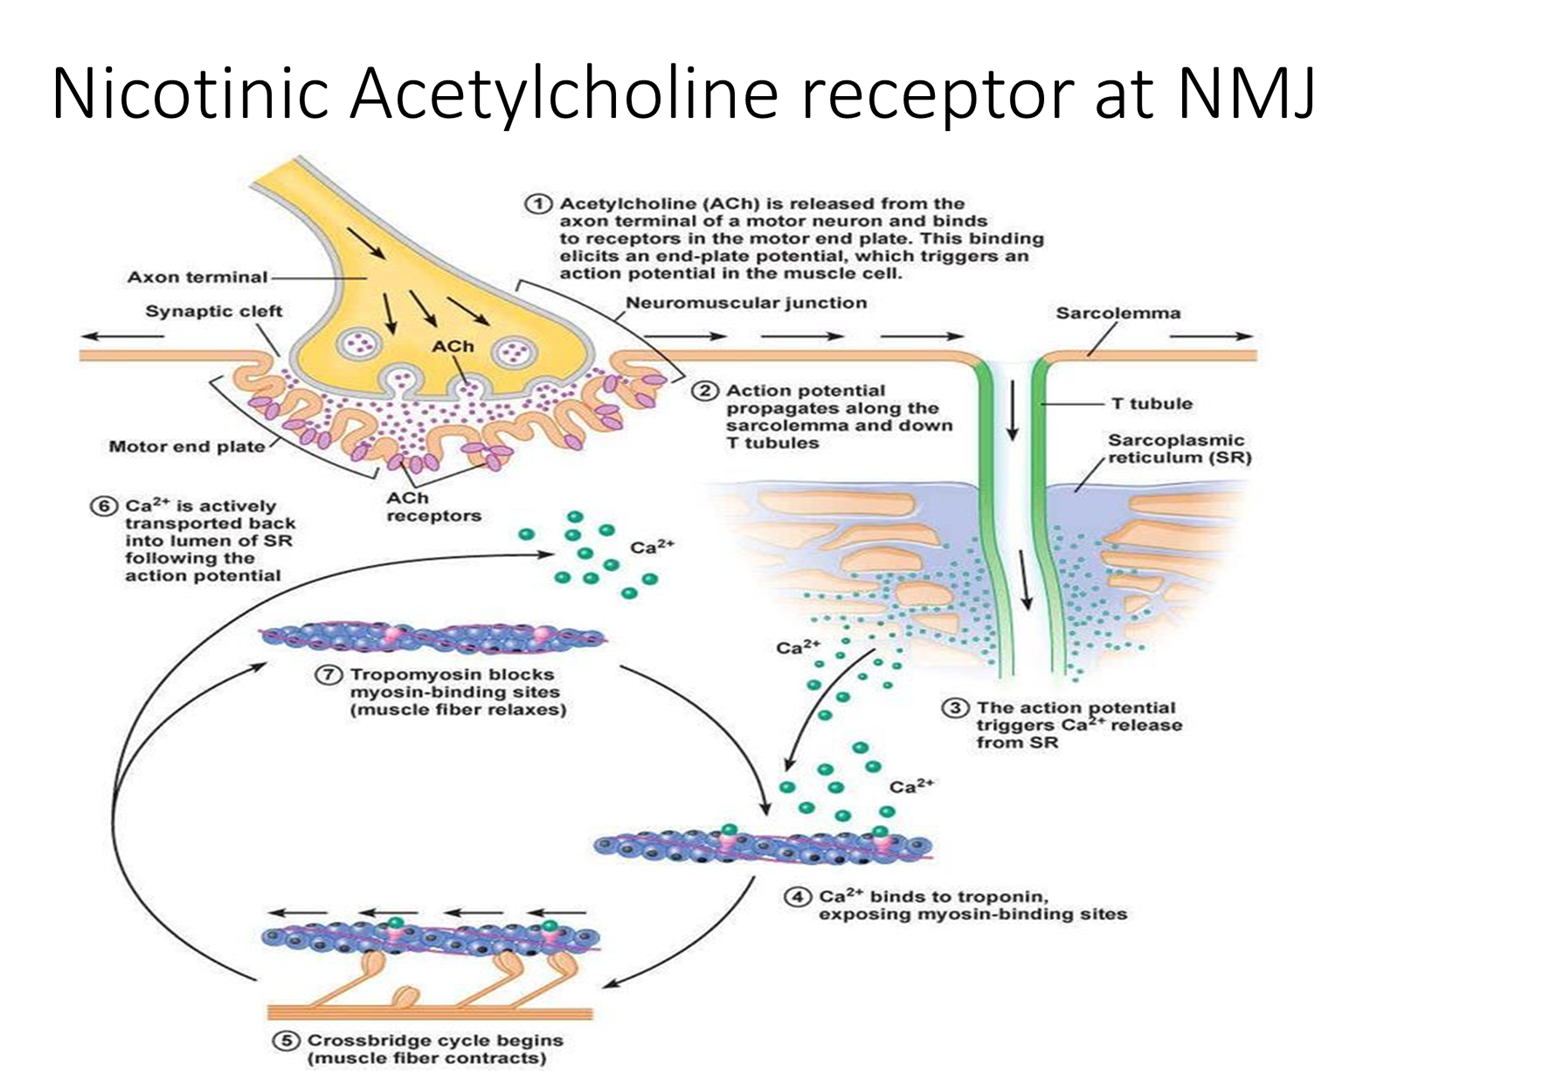 Nicotinic Acetylcholine receptor at NMJ
① Acetylcholine (ACh) is released from the
axon terminal of a motor neuron and binds
to receptors in the motor end plate. This binding
elicits an end-plate potential, which triggers an
action potential in the muscle cell.
Axon terminal
Neuromuscular junction
Synaptic cleft
Sarcolemma
ACh
② Action potential
propagates along the
sarcolemma and down
T tubules
T tubule
Motor end plate
Sarcoplasmic
reticulum (SR)
ACh
receptors
⑥ Ca²⁺ is actively
transported back
into lumen of SR
following the
action potential
Ca²⁺
Ca²⁺
⑦ Tropomyosin blocks
myosin-binding sites
(muscle fiber relaxes)
③ The action potential
triggers Ca²⁺ release
from SR
Ca²⁺
④ Ca²⁺ binds to troponin,
exposing myosin-binding sites
⑤ Crossbridge cycle begins
(muscle fiber contracts)